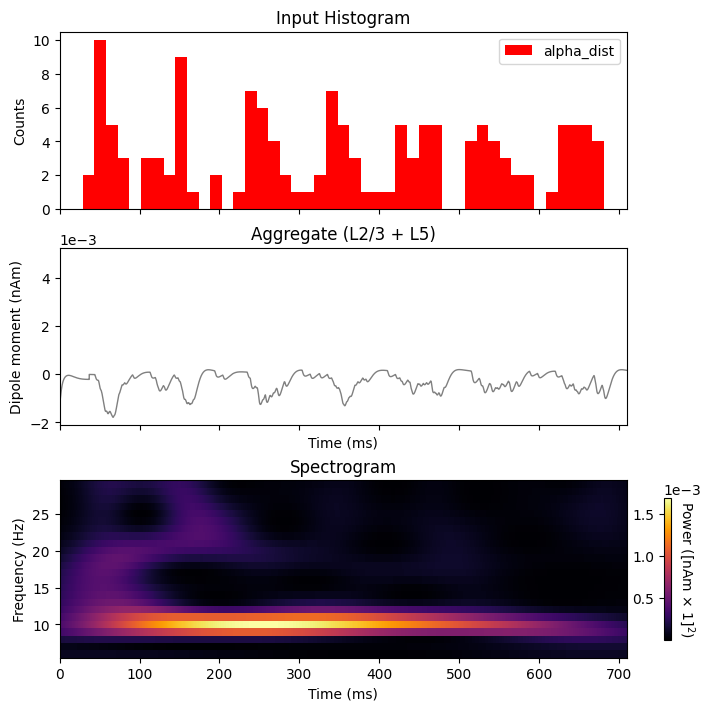 Input Histogram
10
8
6
4
2
0
Counts
alpha_dist
Aggregate (L2/3 + L5)
1e−3
4
2
0
−2
Dipole moment (nAm)
Time (ms)
Spectrogram
25
20
15
10
Frequency (Hz)
0
100
200
300
400
500
600
700
Time (ms)
1e−3
1.5
1.0
0.5
Power ([nAm × 1]²)